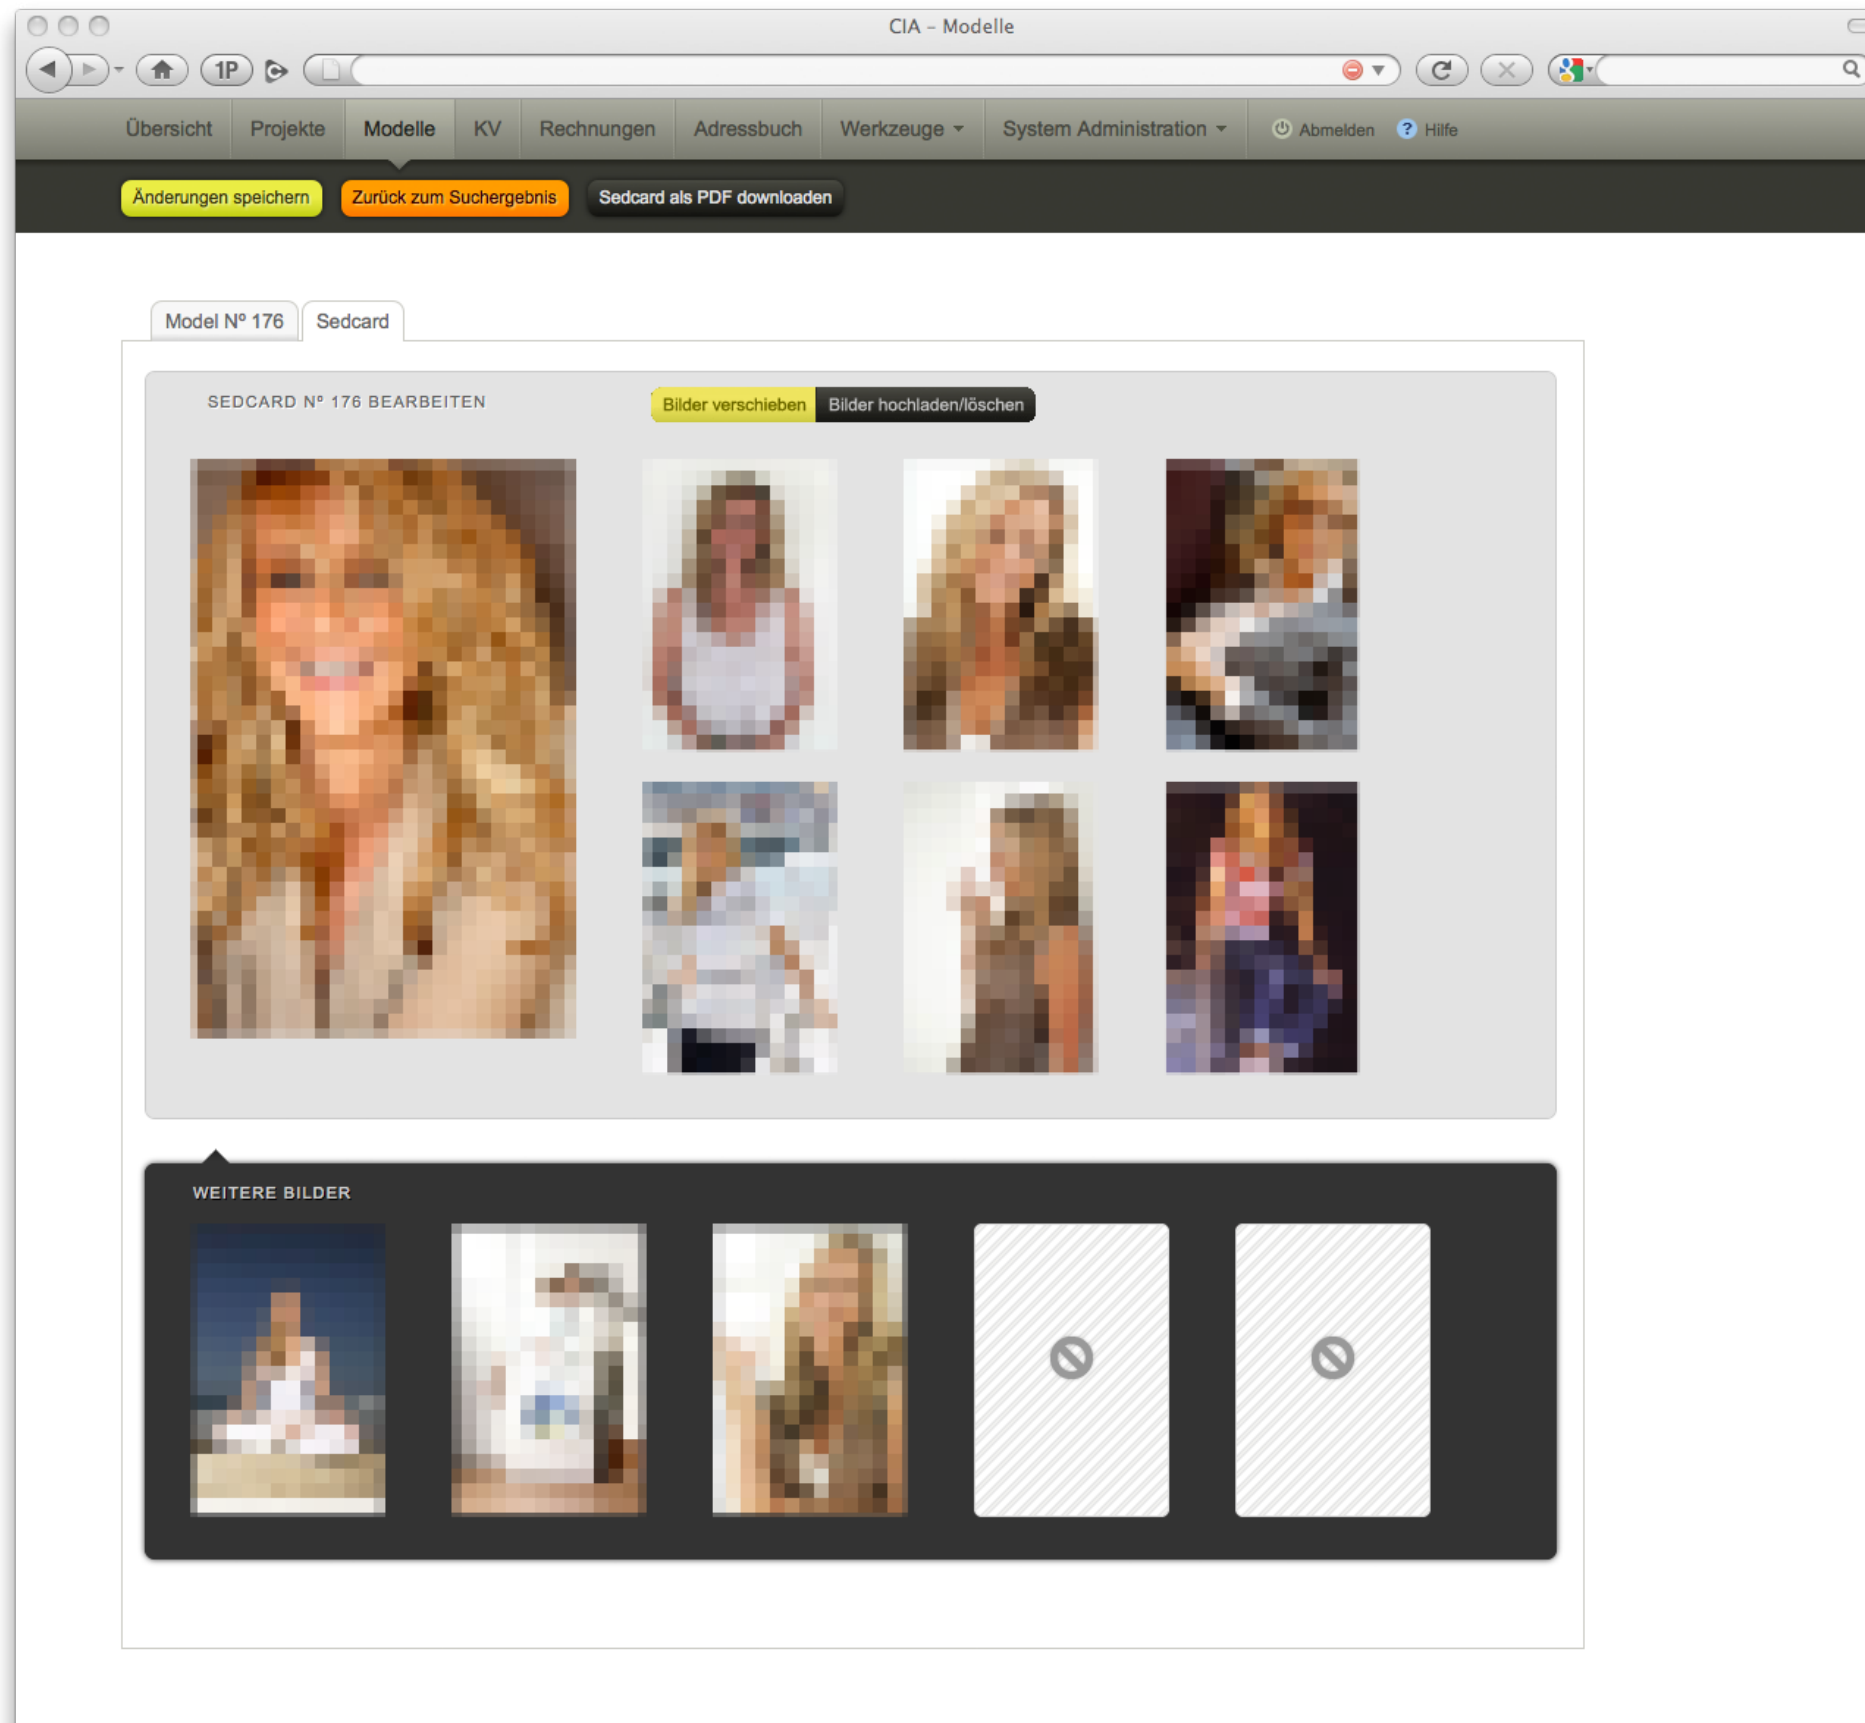 CIA – Modelle
1P
Übersicht Projekte Modelle KV Rechnungen Adressbuch Werkzeuge System Administration Abmelden ? Hilfe
Änderungen speichern Zurück zum Suchergebnis Sedcard als PDF downloaden
Model Nº 176 Sedcard
SEDCARD Nº 176 BEARBEITEN Bilder verschieben Bilder hochladen/löschen
WEITERE BILDER